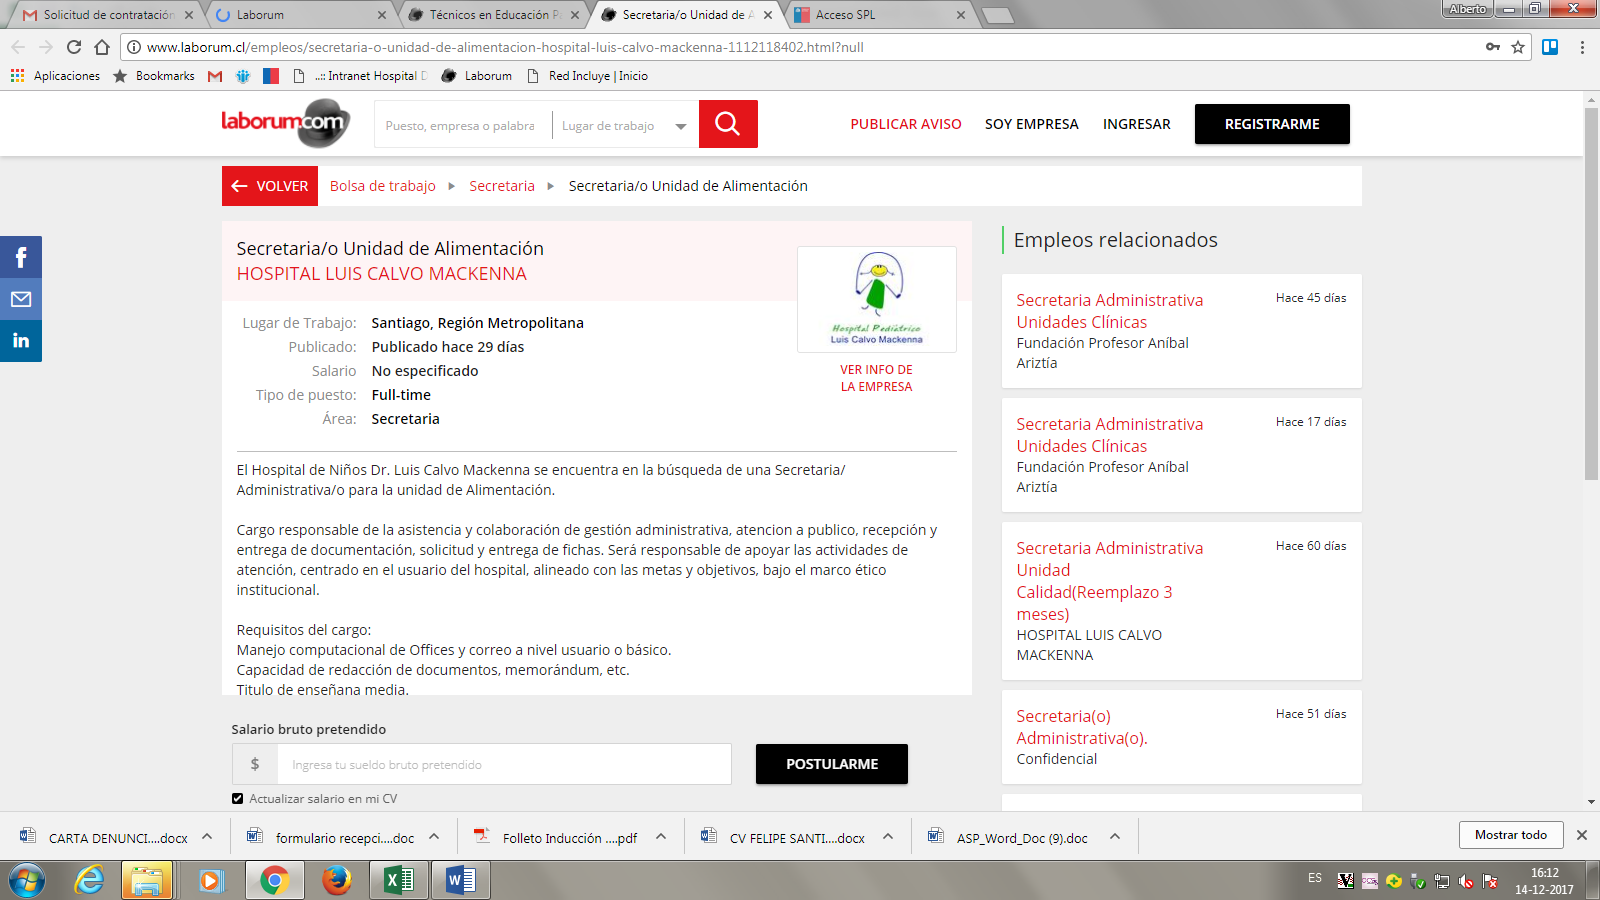 Solicitud de contratación
Laborum
Técnicos en Educación P
Secretaria/o Unidad de A
Acceso SPL
Alberto
www.laborum.cl/empleos/secretaria-o-unidad-de-alimentacion-hospital-luis-calvo-mackenna-1112118402.html?null
Aplicaciones
Bookmarks
..:: Intranet Hospital D
Laborum
Red Incluye | Inicio
laborum.com
Puesto, empresa o palabra
Lugar de trabajo
PUBLICAR AVISO
SOY EMPRESA
INGRESAR
REGISTRARME
VOLVER
Bolsa de trabajo
Secretaria
Secretaria/o Unidad de Alimentación
Secretaria/o Unidad de Alimentación
HOSPITAL LUIS CALVO MACKENNA
Hospital Pediátrico
Luis Calvo Mackenna
VER INFO DE
LA EMPRESA
Lugar de Trabajo: Santiago, Región Metropolitana
Publicado: Publicado hace 29 días
Salario No especificado
Tipo de puesto: Full-time
Área: Secretaria
El Hospital de Niños Dr. Luis Calvo Mackenna se encuentra en la búsqueda de una Secretaria/
Administrativa/o para la unidad de Alimentación.
Cargo responsable de la asistencia y colaboración de gestión administrativa, atencion a publico, recepción y
entrega de documentación, solicitud y entrega de fichas. Será responsable de apoyar las actividades de
atención, centrado en el usuario del hospital, alineado con las metas y objetivos, bajo el marco ético
institucional.
Requisitos del cargo:
Manejo computacional de Offices y correo a nivel usuario o básico.
Capacidad de redacción de documentos, memorándum, etc.
Titulo de enseñana media.
Salario bruto pretendido
$ Ingresa tu sueldo bruto pretendido
POSTULARME
Actualizar salario en mi CV
Empleos relacionados
Secretaria Administrativa
Unidades Clínicas
Hace 45 días
Fundación Profesor Aníbal
Ariztía
Secretaria Administrativa
Unidades Clínicas
Hace 17 días
Fundación Profesor Aníbal
Ariztía
Secretaria Administrativa
Unidad
Calidad(Reemplazo 3
meses)
Hace 60 días
HOSPITAL LUIS CALVO
MACKENNA
Secretaria(o)
Administrativa(o).
Hace 51 días
Confidencial
CARTA DENUNCI....docx
formulario recepci....doc
Folleto Inducción ....pdf
CV FELIPE SANTI....docx
ASP_Word_Doc (9).doc
Mostrar todo
ES
16:12
14-12-2017